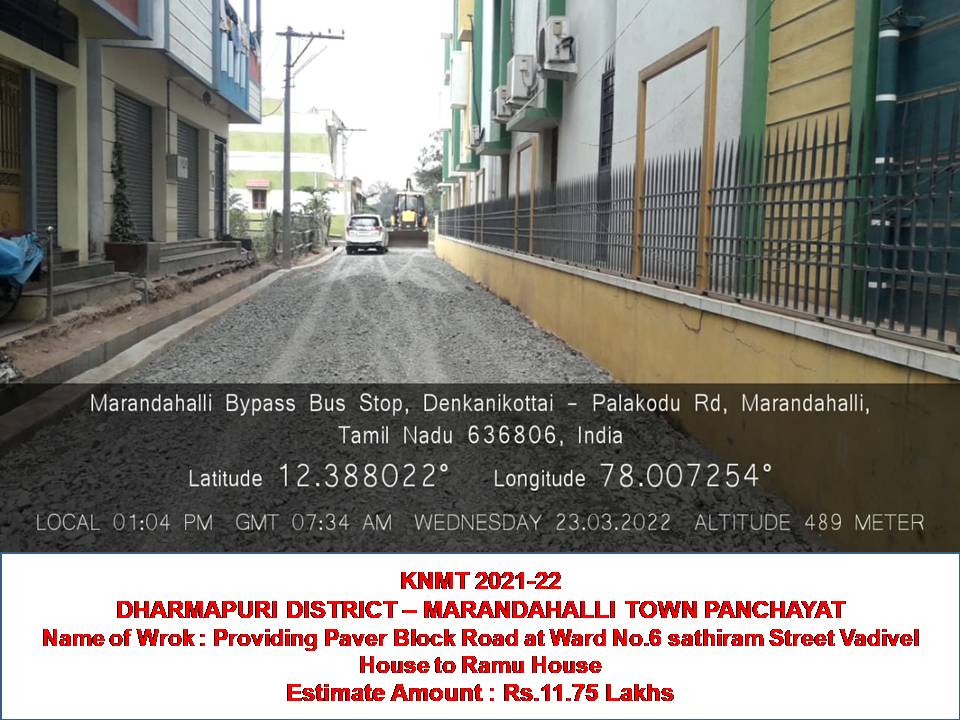 Marandahalli Bypass Bus Stop, Denkanikottai - Palakodu Rd, Marandahalli,
Tamil Nadu 636806, India
Latitude 12.388022° Longitude 78.007254°
LOCAL 01:04 PM GMT 07:34 AM WEDNESDAY 23.03.2022 ALTITUDE 489 METER
KNMT 2021-22
DHARMAPURI DISTRICT – MARANDAHALLI TOWN PANCHAYAT
Name of Wrok : Providing Paver Block Road at Ward No.6 sathiram Street Vadivel
House to Ramu House
Estimate Amount : Rs.11.75 Lakhs